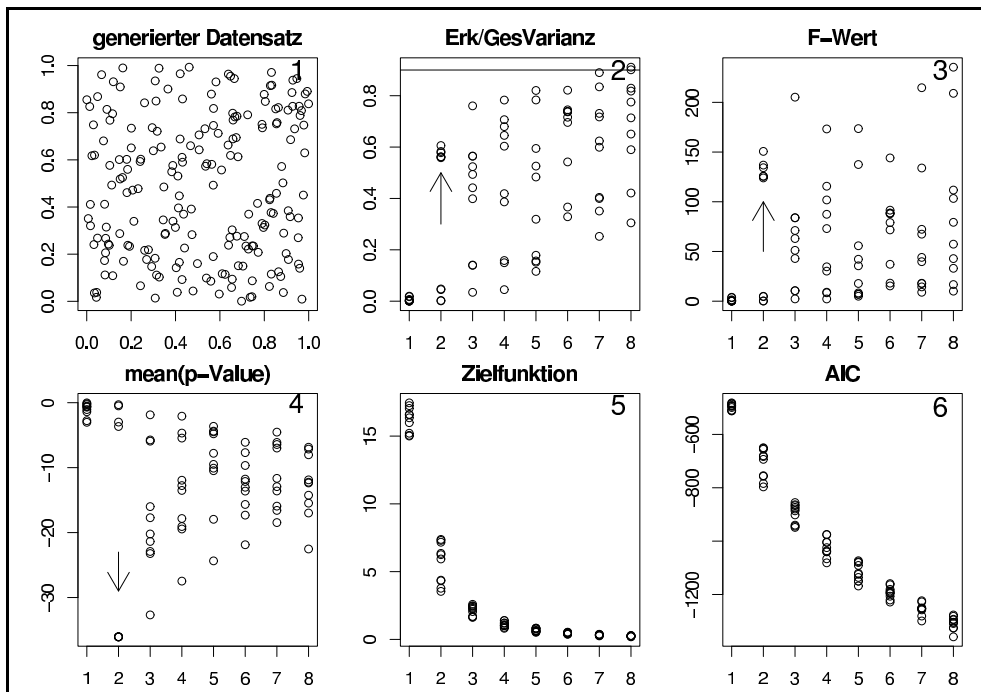 generierter Datensatz
1
1.0
0.8
0.6
0.4
0.2
0.0
0.0 0.2 0.4 0.6 0.8 1.0
Erk/GesVarianz
2
0.8
0.6
0.4
0.2
0.0
1 2 3 4 5 6 7 8
F−Wert
3
200
150
100
50
0
1 2 3 4 5 6 7 8
mean(p−Value)
4
0
−10
−20
−30
1 2 3 4 5 6 7 8
Zielfunktion
5
15
10
5
0
1 2 3 4 5 6 7 8
AIC
6
−600
−800
−1200
1 2 3 4 5 6 7 8